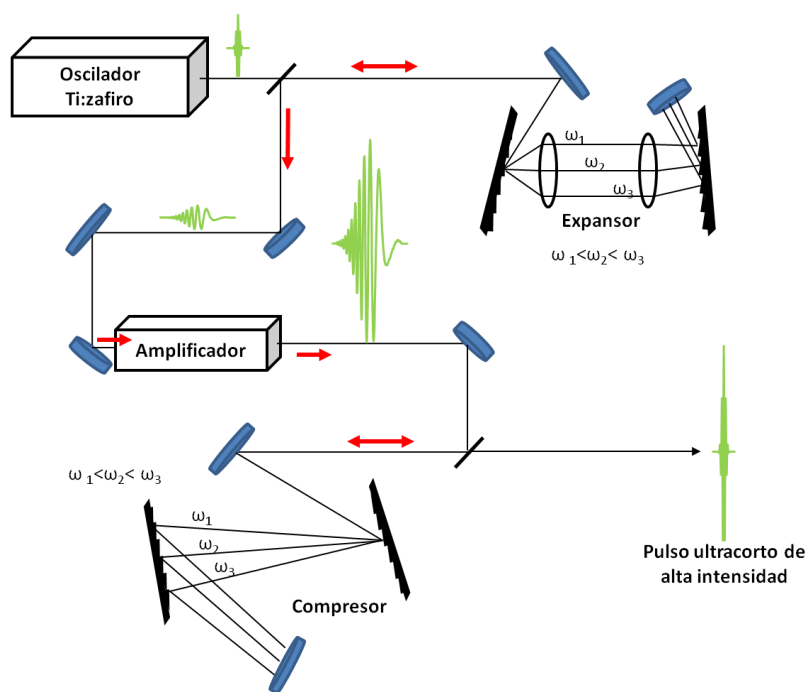 Oscilador
Ti:zafiro
ω1
ω2
ω3
Expansor
ω1<ω2< ω3
Amplificador
ω1<ω2< ω3
ω1
ω2
ω3
Compresor
Pulso ultracorto de
alta intensidad